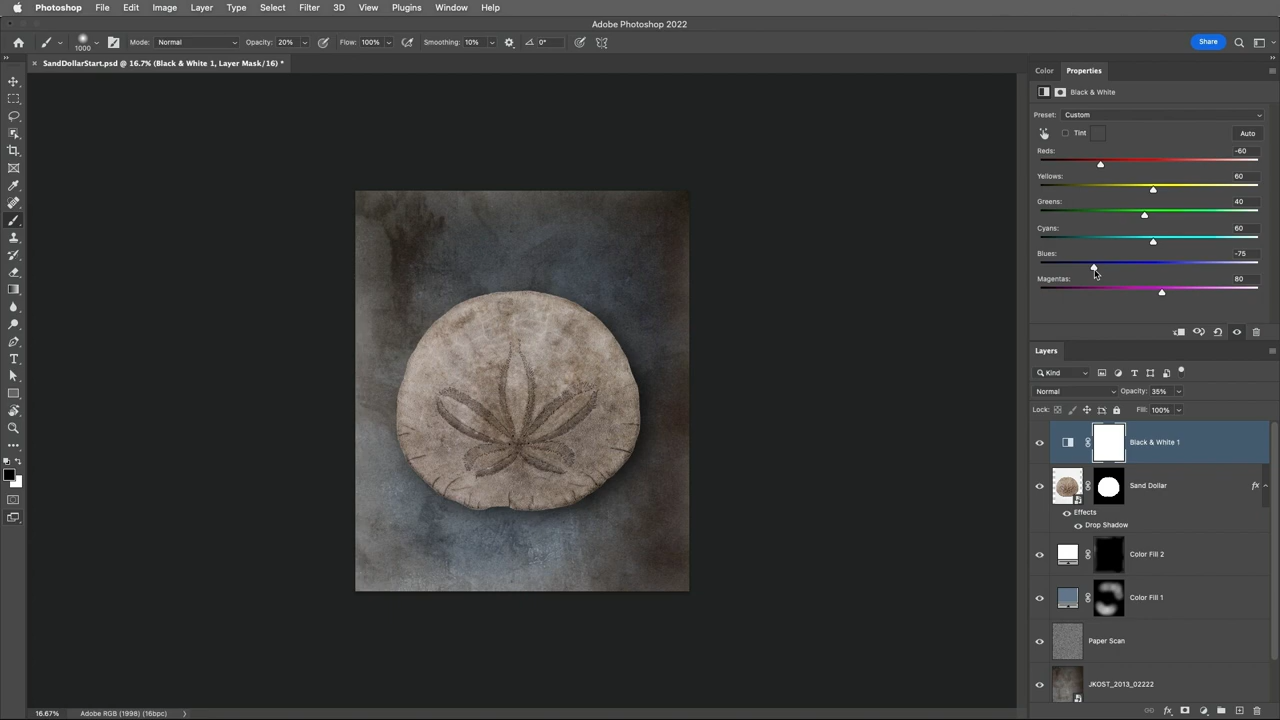 Photoshop File Edit Image Layer Type Select Filter 3D View Plugins Window Help
Adobe Photoshop 2022
1000 Mode: Normal Opacity: 20% Flow: 100% Smoothing: 10% 0° Share
SandDollarStart.psd @ 16.7% (Black & White 1, Layer Mask/16) *
Color Properties
Black & White
Preset: Custom
Tint Auto
Reds: -60
Yellows: 60
Greens: 40
Cyans: 60
Blues: -75
Magentas: 80
Layers
Kind
Normal Opacity: 35%
Lock: Fill: 100%
Black & White 1
Sand Dollar fx
Effects
Drop Shadow
Color Fill 2
Color Fill 1
Paper Scan
JKOST_2013_02222
16.67% Adobe RGB (1998) (16bpc)